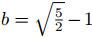 b = √(5/2) − 1